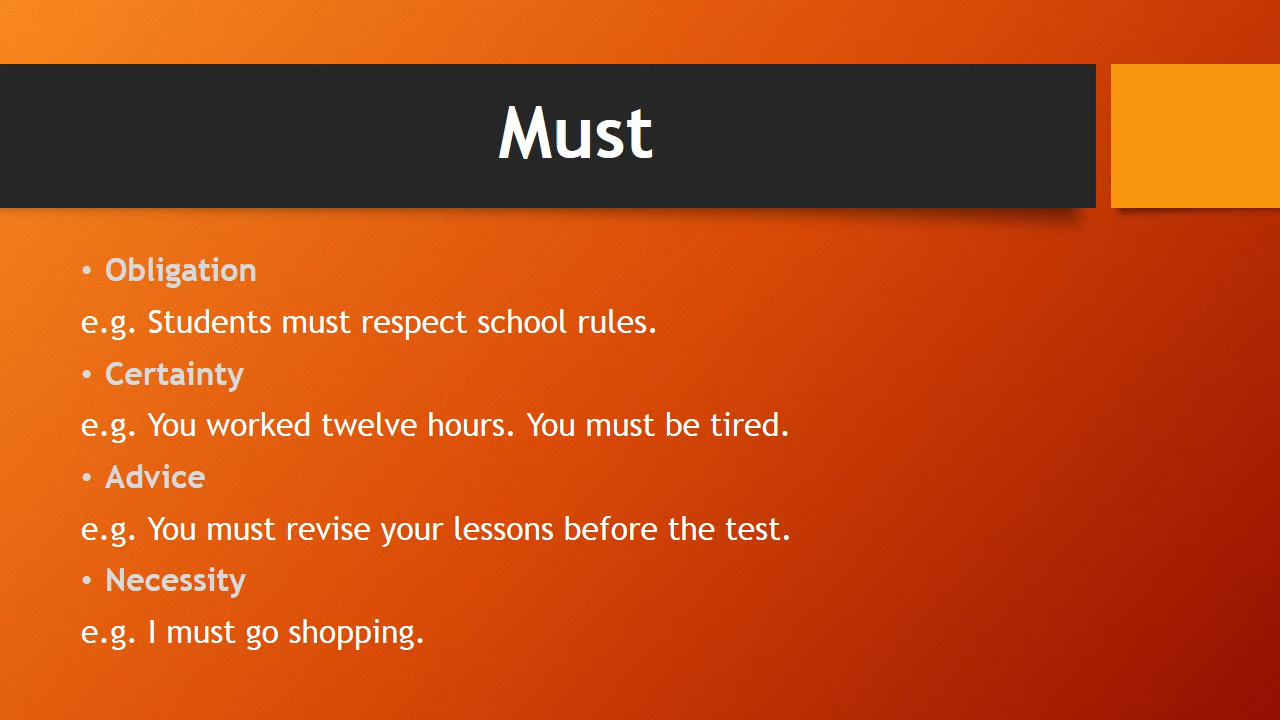 Must
• Obligation
e.g. Students must respect school rules.
• Certainty
e.g. You worked twelve hours. You must be tired.
• Advice
e.g. You must revise your lessons before the test.
• Necessity
e.g. I must go shopping.